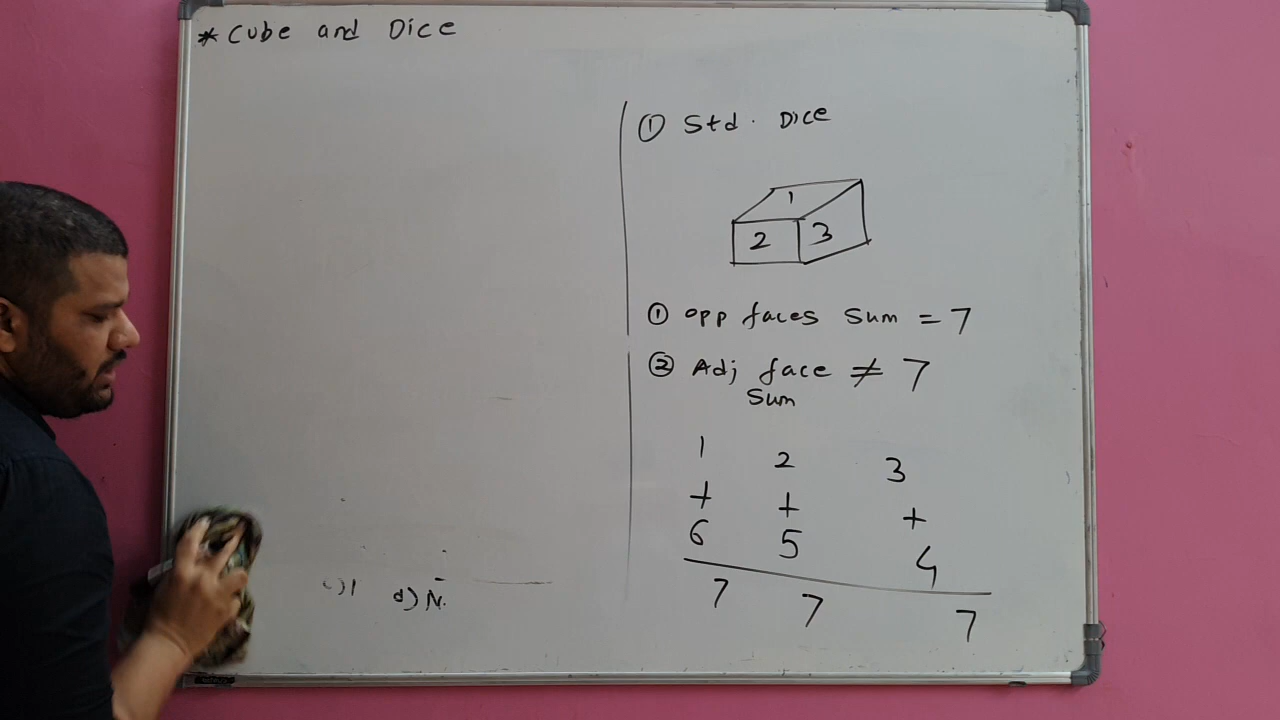 * Cube and Dice
① Std. Dice
1
2 3
① Opp faces Sum = 7
② Adj face ≠ 7
Sum
1 2 3
+ + +
6 5 4
7 7 7
c) 1 d) N.